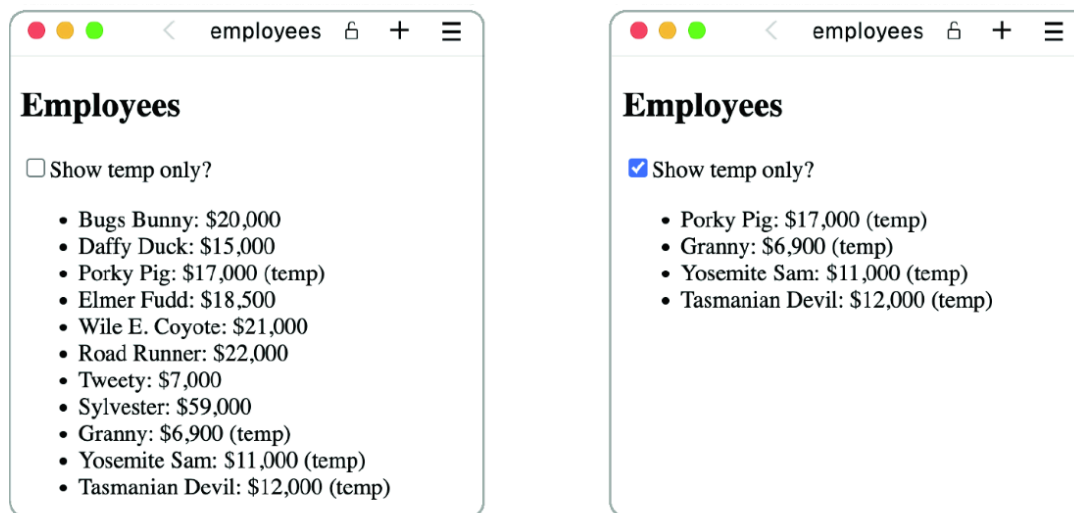 employees
Employees
Show temp only?
Bugs Bunny: $20,000
Daffy Duck: $15,000
Porky Pig: $17,000 (temp)
Elmer Fudd: $18,500
Wile E. Coyote: $21,000
Road Runner: $22,000
Tweety: $7,000
Sylvester: $59,000
Granny: $6,900 (temp)
Yosemite Sam: $11,000 (temp)
Tasmanian Devil: $12,000 (temp)
employees
Employees
Show temp only?
Porky Pig: $17,000 (temp)
Granny: $6,900 (temp)
Yosemite Sam: $11,000 (temp)
Tasmanian Devil: $12,000 (temp)